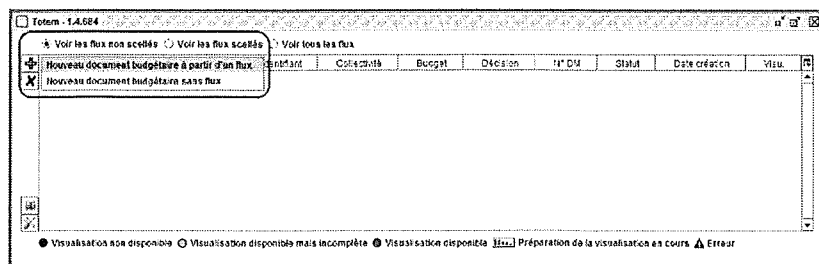 Totem - 1.4.684
Voir les flux non scellés Voir les flux scellés Voir tous les flux
Nouveau document budgétaire à partir d'un flux entifiant Collectivité Budget Décision N° DM Statut Date création Visu.
Nouveau document budgétaire sans flux
Visualisation non disponible Visualisation disponible mais incomplète Visualisation disponible Préparation de la visualisation en cours Erreur